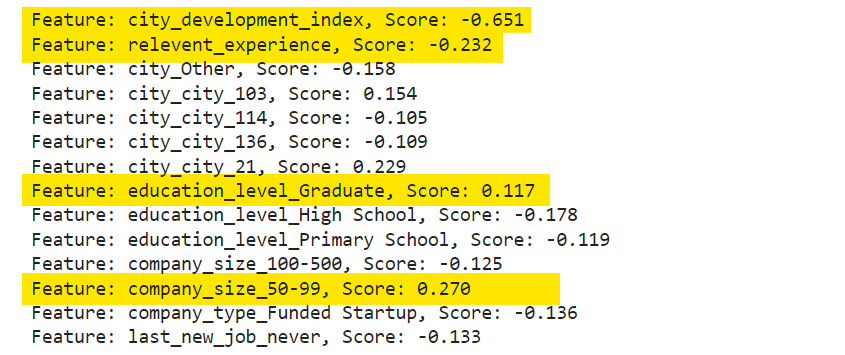 Feature: city_development_index, Score: -0.651
Feature: relevent_experience, Score: -0.232
Feature: city_Other, Score: -0.158
Feature: city_city_103, Score: 0.154
Feature: city_city_114, Score: -0.105
Feature: city_city_136, Score: -0.109
Feature: city_city_21, Score: 0.229
Feature: education_level_Graduate, Score: 0.117
Feature: education_level_High School, Score: -0.178
Feature: education_level_Primary School, Score: -0.119
Feature: company_size_100-500, Score: -0.125
Feature: company_size_50-99, Score: 0.270
Feature: company_type_Funded Startup, Score: -0.136
Feature: last_new_job_never, Score: -0.133